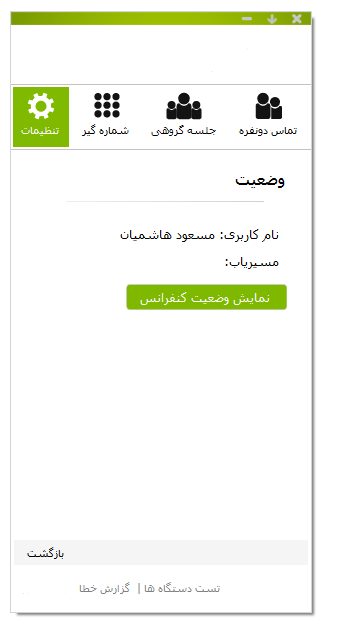 تماس دونفره
جلسه گروهی
شماره گیر
تنظیمات
وضعیت
نام کاربری: مسعود هاشمیان
مسیریاب:
نمایش وضعیت کنفرانس
بازگشت
تست دستگاه ها | گزارش خطا